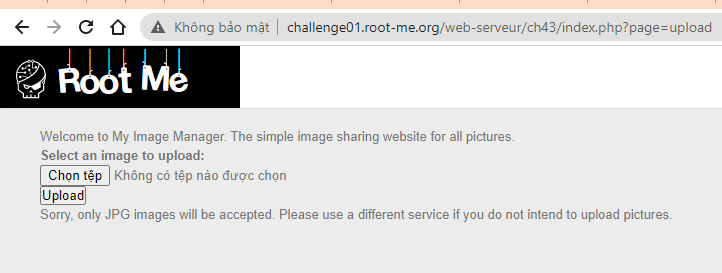 Không bảo mật | challenge01.root-me.org/web-serveur/ch43/index.php?page=upload
Root Me
Welcome to My Image Manager. The simple image sharing website for all pictures.
Select an image to upload:
Chọn tệp Không có tệp nào được chọn
Upload
Sorry, only JPG images will be accepted. Please use a different service if you do not intend to upload pictures.